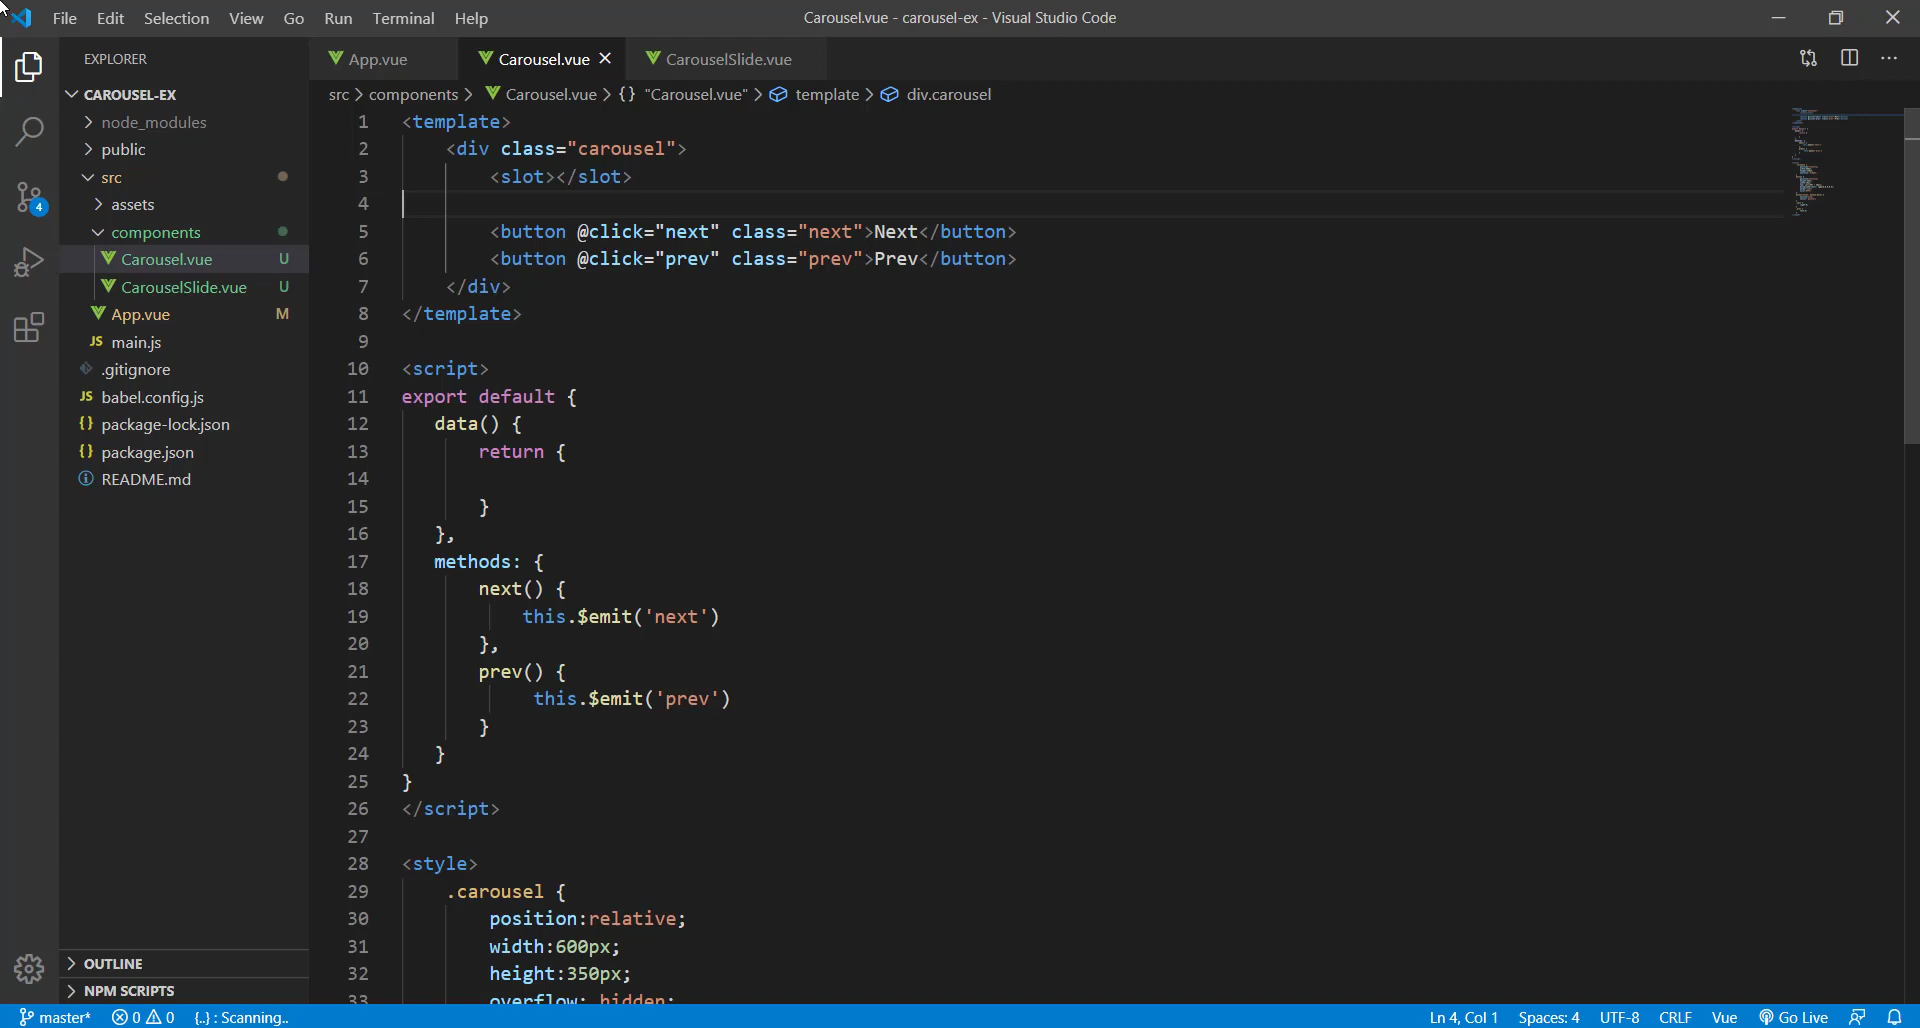 File Edit Selection View Go Run Terminal Help
Carousel.vue - carousel-ex - Visual Studio Code
EXPLORER
App.vue
Carousel.vue
CarouselSlide.vue
CAROUSEL-EX
node_modules
public
src
assets
components
Carousel.vue U
CarouselSlide.vue U
App.vue M
JS main.js
.gitignore
JS babel.config.js
{} package-lock.json
{} package.json
README.md
OUTLINE
NPM SCRIPTS
4
src > components > Carousel.vue > {} "Carousel.vue" > template > div.carousel
1 <template>
2 <div class="carousel">
3 <slot></slot>
4
5 <button @click="next" class="next">Next</button>
6 <button @click="prev" class="prev">Prev</button>
7 </div>
8 </template>
9
10 <script>
11 export default {
12 data() {
13 return {
14
15 }
16 },
17 methods: {
18 next() {
19 this.$emit('next')
20 },
21 prev() {
22 this.$emit('prev')
23 }
24 }
25 }
26 </script>
27
28 <style>
29 .carousel {
30 position:relative;
31 width:600px;
32 height:350px;
33 overflow: hidden;
master* 0 0 {..} : Scanning.. Ln 4, Col 1 Spaces: 4 UTF-8 CRLF Vue Go Live